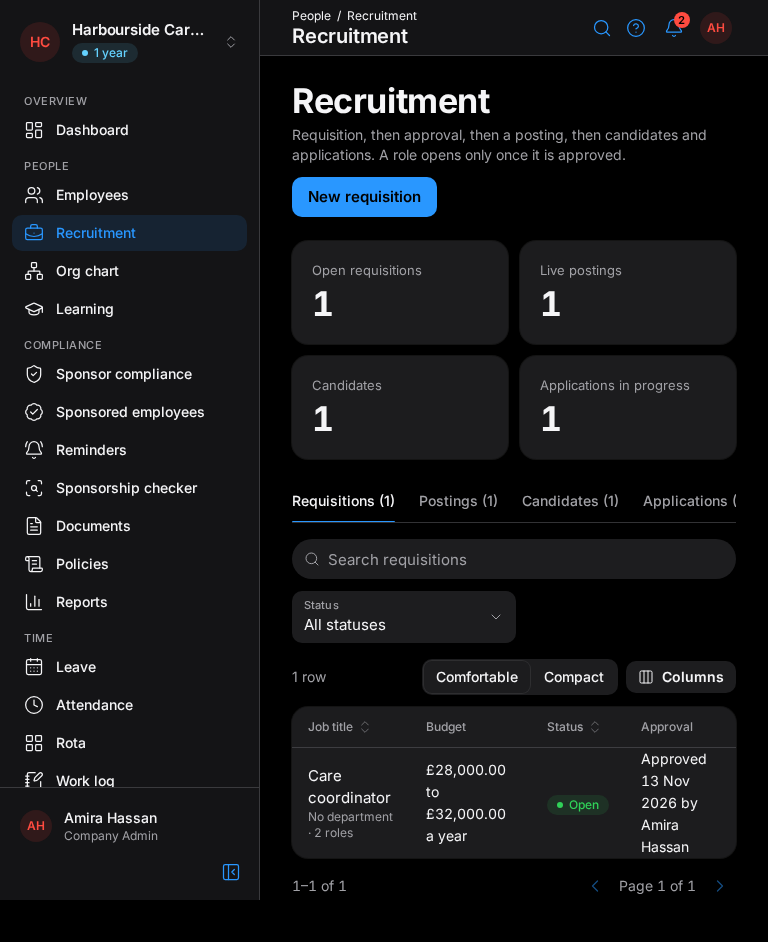 HC
Harbourside Car...
1 year
OVERVIEW
Dashboard
PEOPLE
Employees
Recruitment
Org chart
Learning
COMPLIANCE
Sponsor compliance
Sponsored employees
Reminders
Sponsorship checker
Documents
Policies
Reports
TIME
Leave
Attendance
Rota
Work log
AH
Amira Hassan
Company Admin
People / Recruitment
Recruitment
2
AH
Recruitment
Requisition, then approval, then a posting, then candidates and
applications. A role opens only once it is approved.
New requisition
Open requisitions
1
Live postings
1
Candidates
1
Applications in progress
1
Requisitions (1) Postings (1) Candidates (1) Applications (
Search requisitions
Status
All statuses
1 row
Comfortable Compact Columns
Job title Budget Status Approval
Care
coordinator
No department
· 2 roles
£28,000.00
to
£32,000.00
a year
Open
Approved
13 Nov
2026 by
Amira
Hassan
1–1 of 1
Page 1 of 1